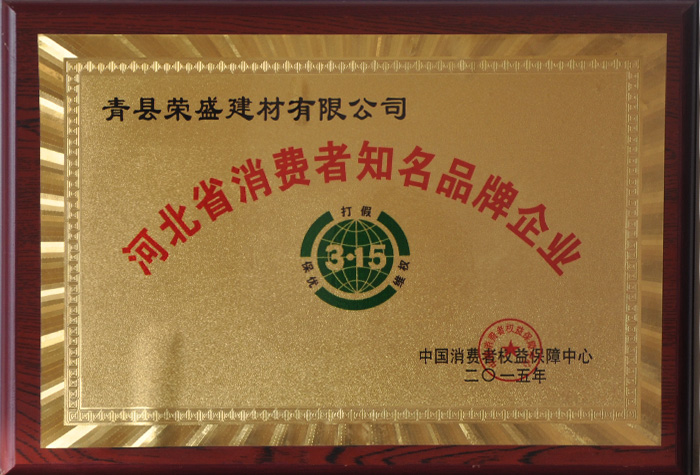 青县荣盛建材有限公司
河北省消费者知名品牌企业
打假
保优
3·15
维权
中国消费者权益保障中心
二〇一五年